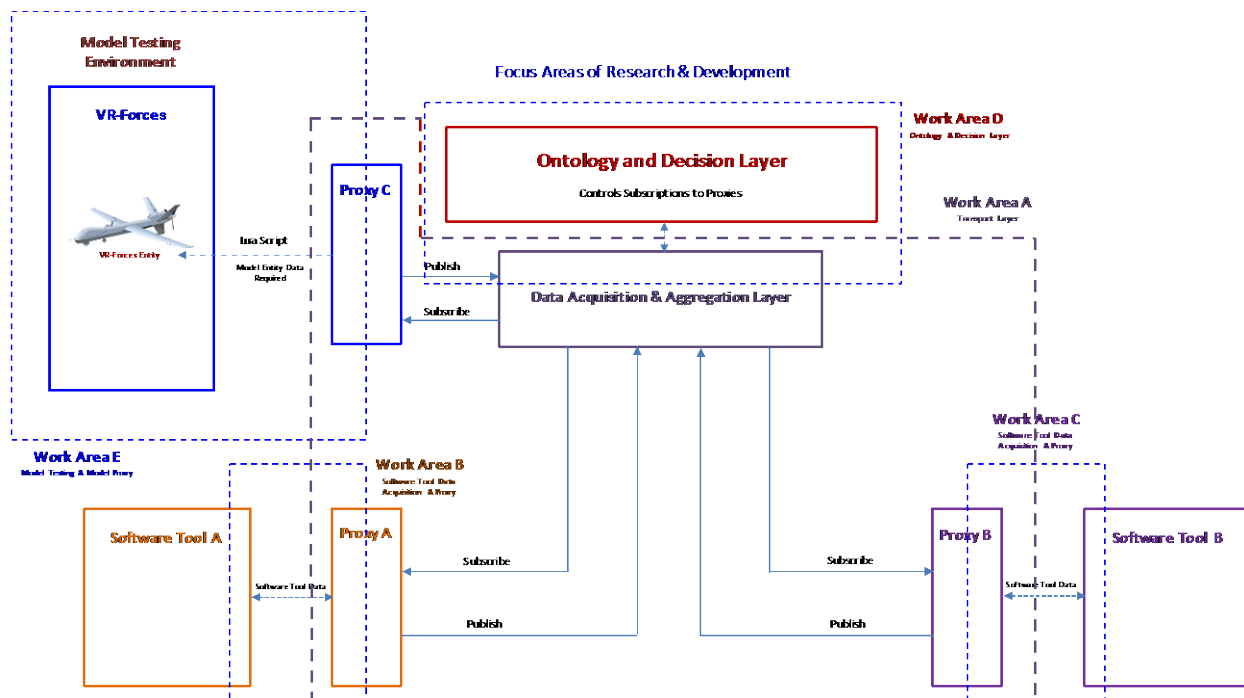 Model Testing
Environment
VR-Forces
VR-Forces Entity
Lua Script
Model Entity Data
Required
Proxy C
Focus Areas of Research & Development
Ontology and Decision Layer
Controls Subscriptions to Proxies
Work Area D
Ontology & Decision Layer
Work Area A
Transport Layer
Publish
Subscribe
Data Acquisition & Aggregation Layer
Work Area E
Model Testing & Model Proxy
Work Area B
Software Tool Data
Acquisition & Proxy
Work Area C
Software Tool Data
Acquisition & Proxy
Software Tool A
Software Tool Data
Proxy A
Subscribe
Publish
Subscribe
Publish
Proxy B
Software Tool Data
Software Tool B